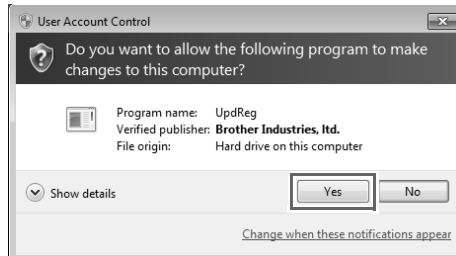 User Account Control
Do you want to allow the following program to make
changes to this computer?
Program name: UpdReg
Verified publisher: Brother Industries, ltd.
File origin: Hard drive on this computer
Show details
Yes
No
Change when these notifications appear